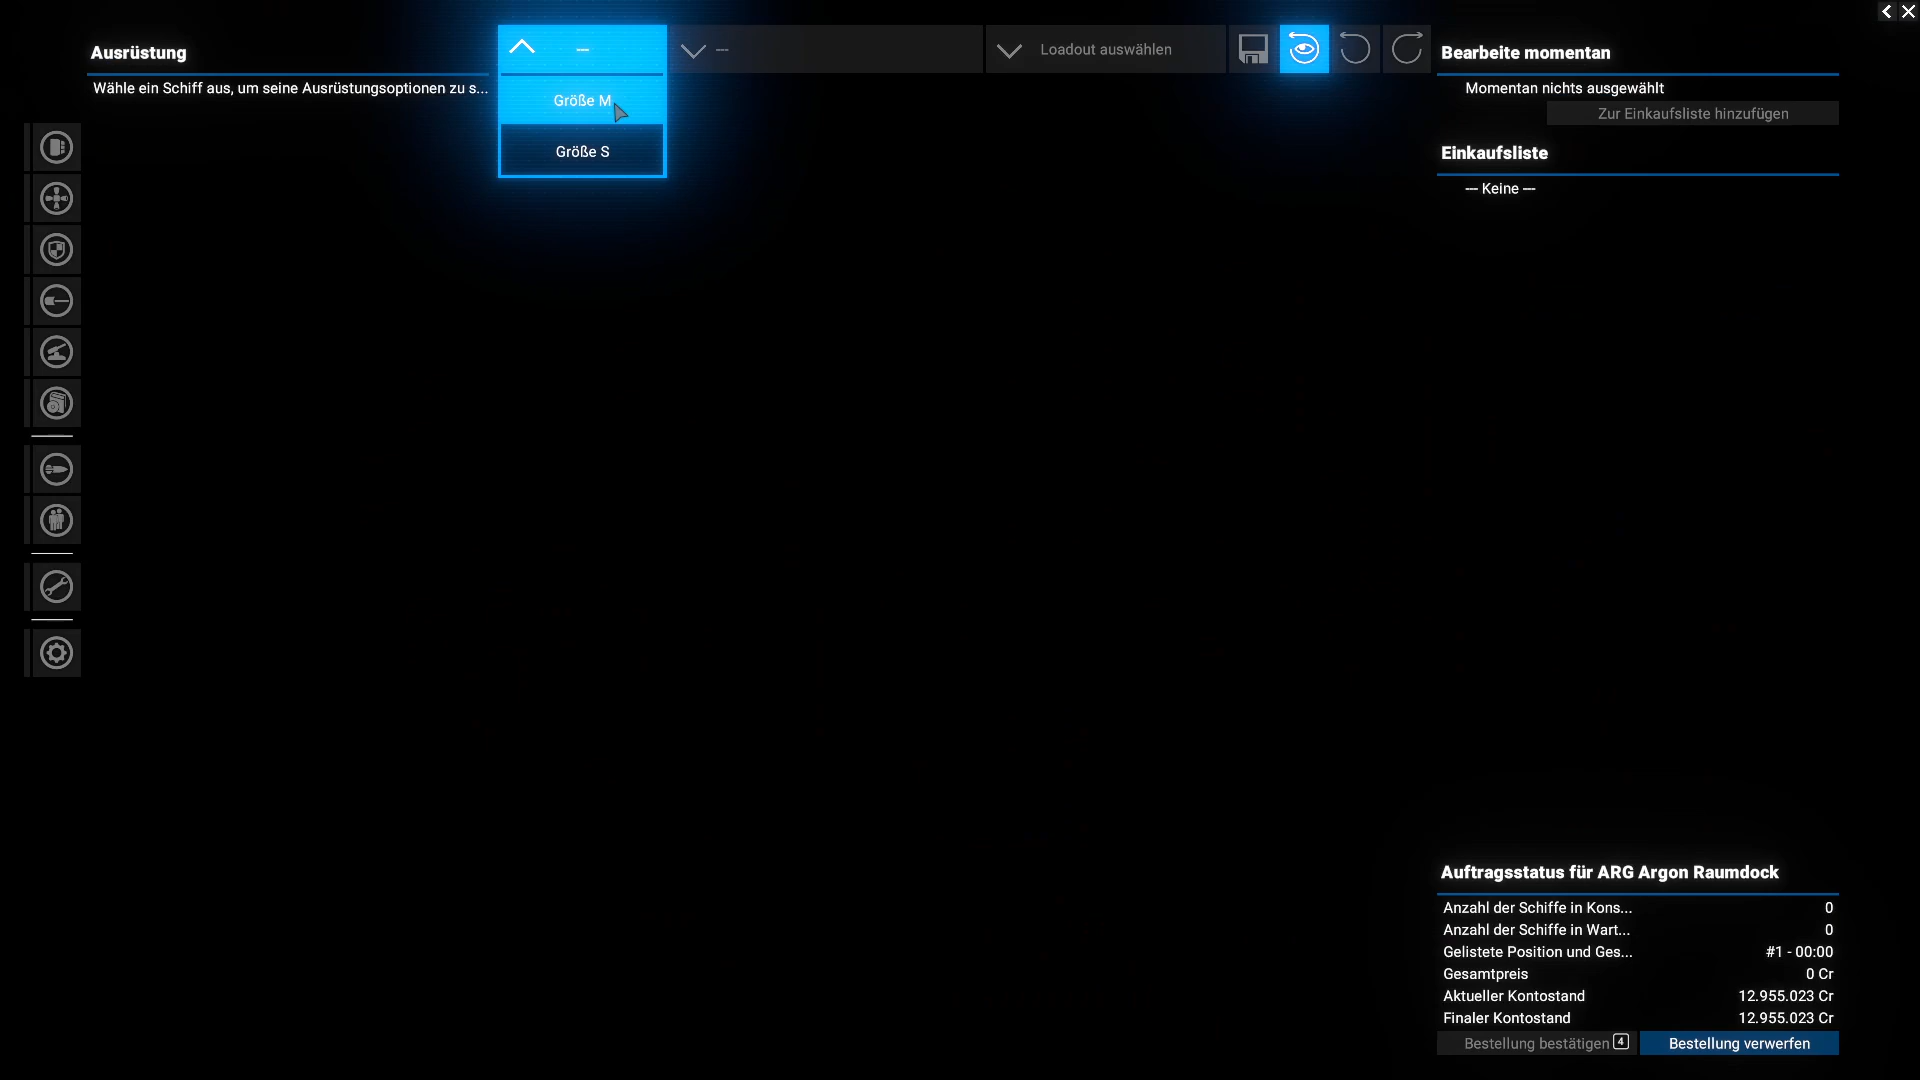 Ausrüstung
Wähle ein Schiff aus, um seine Ausrüstungsoptionen zu s...
---
Größe M
Größe S
---
Loadout auswählen
Bearbeite momentan
Momentan nichts ausgewählt
Zur Einkaufsliste hinzufügen
Einkaufsliste
--- Keine ---
Auftragsstatus für ARG Argon Raumdock
Anzahl der Schiffe in Kons... 0
Anzahl der Schiffe in Wart... 0
Gelistete Position und Ges... #1 - 00:00
Gesamtpreis 0 Cr
Aktueller Kontostand 12.955.023 Cr
Finaler Kontostand 12.955.023 Cr
Bestellung bestätigen 4
Bestellung verwerfen